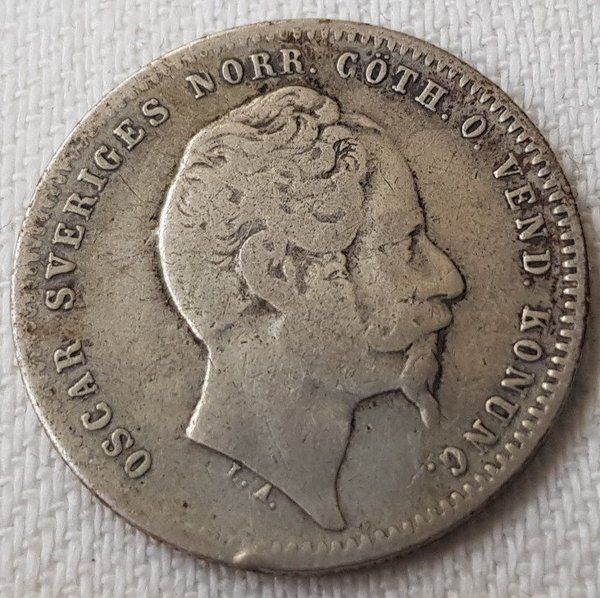 OSCAR SVERIGES NORR. GÖTH. O. VEND. KONUNG.
L. A.